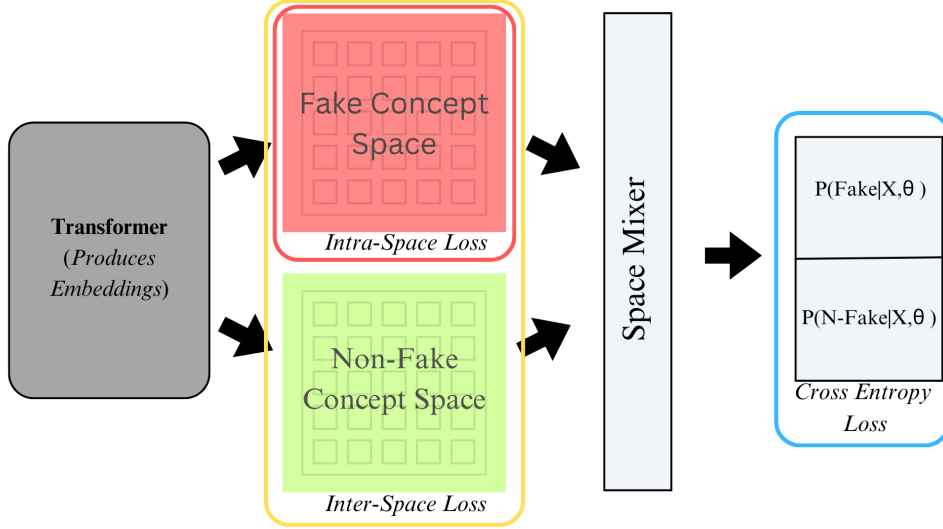 Transformer
(Produces
Embeddings)
Fake Concept
Space
Intra-Space Loss
Non-Fake
Concept Space
Inter-Space Loss
Space Mixer
P(Fake|X,θ )
P(N-Fake|X,θ )
Cross Entropy
Loss